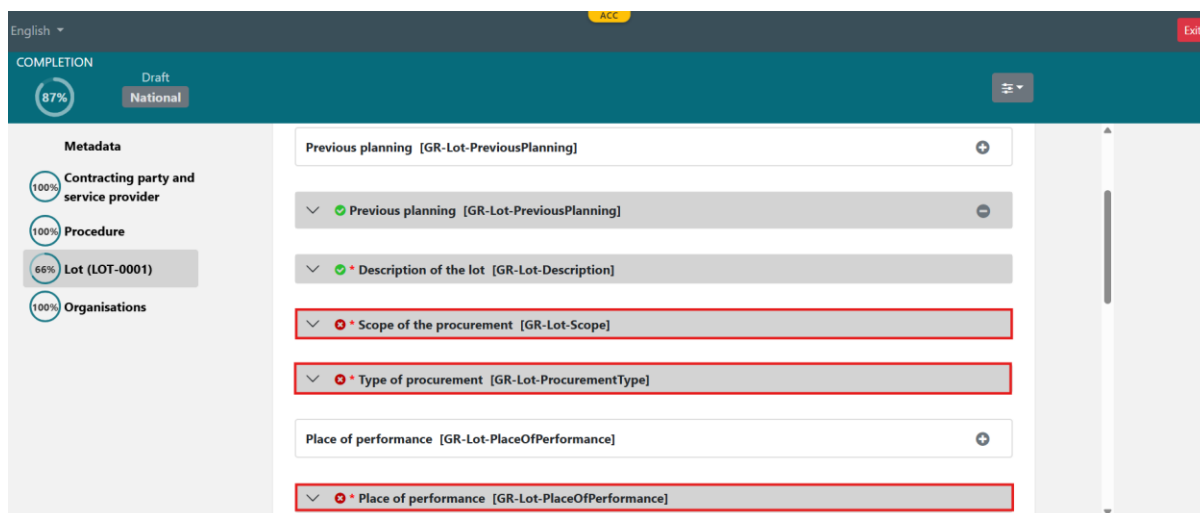 ACC
English
Exit
COMPLETION
87%
Draft
National
Metadata
100%
Contracting party and
service provider
100%
Procedure
66%
Lot (LOT-0001)
100%
Organisations
Previous planning [GR-Lot-PreviousPlanning]
Previous planning [GR-Lot-PreviousPlanning]
* Description of the lot [GR-Lot-Description]
* Scope of the procurement [GR-Lot-Scope]
* Type of procurement [GR-Lot-ProcurementType]
Place of performance [GR-Lot-PlaceOfPerformance]
* Place of performance [GR-Lot-PlaceOfPerformance]